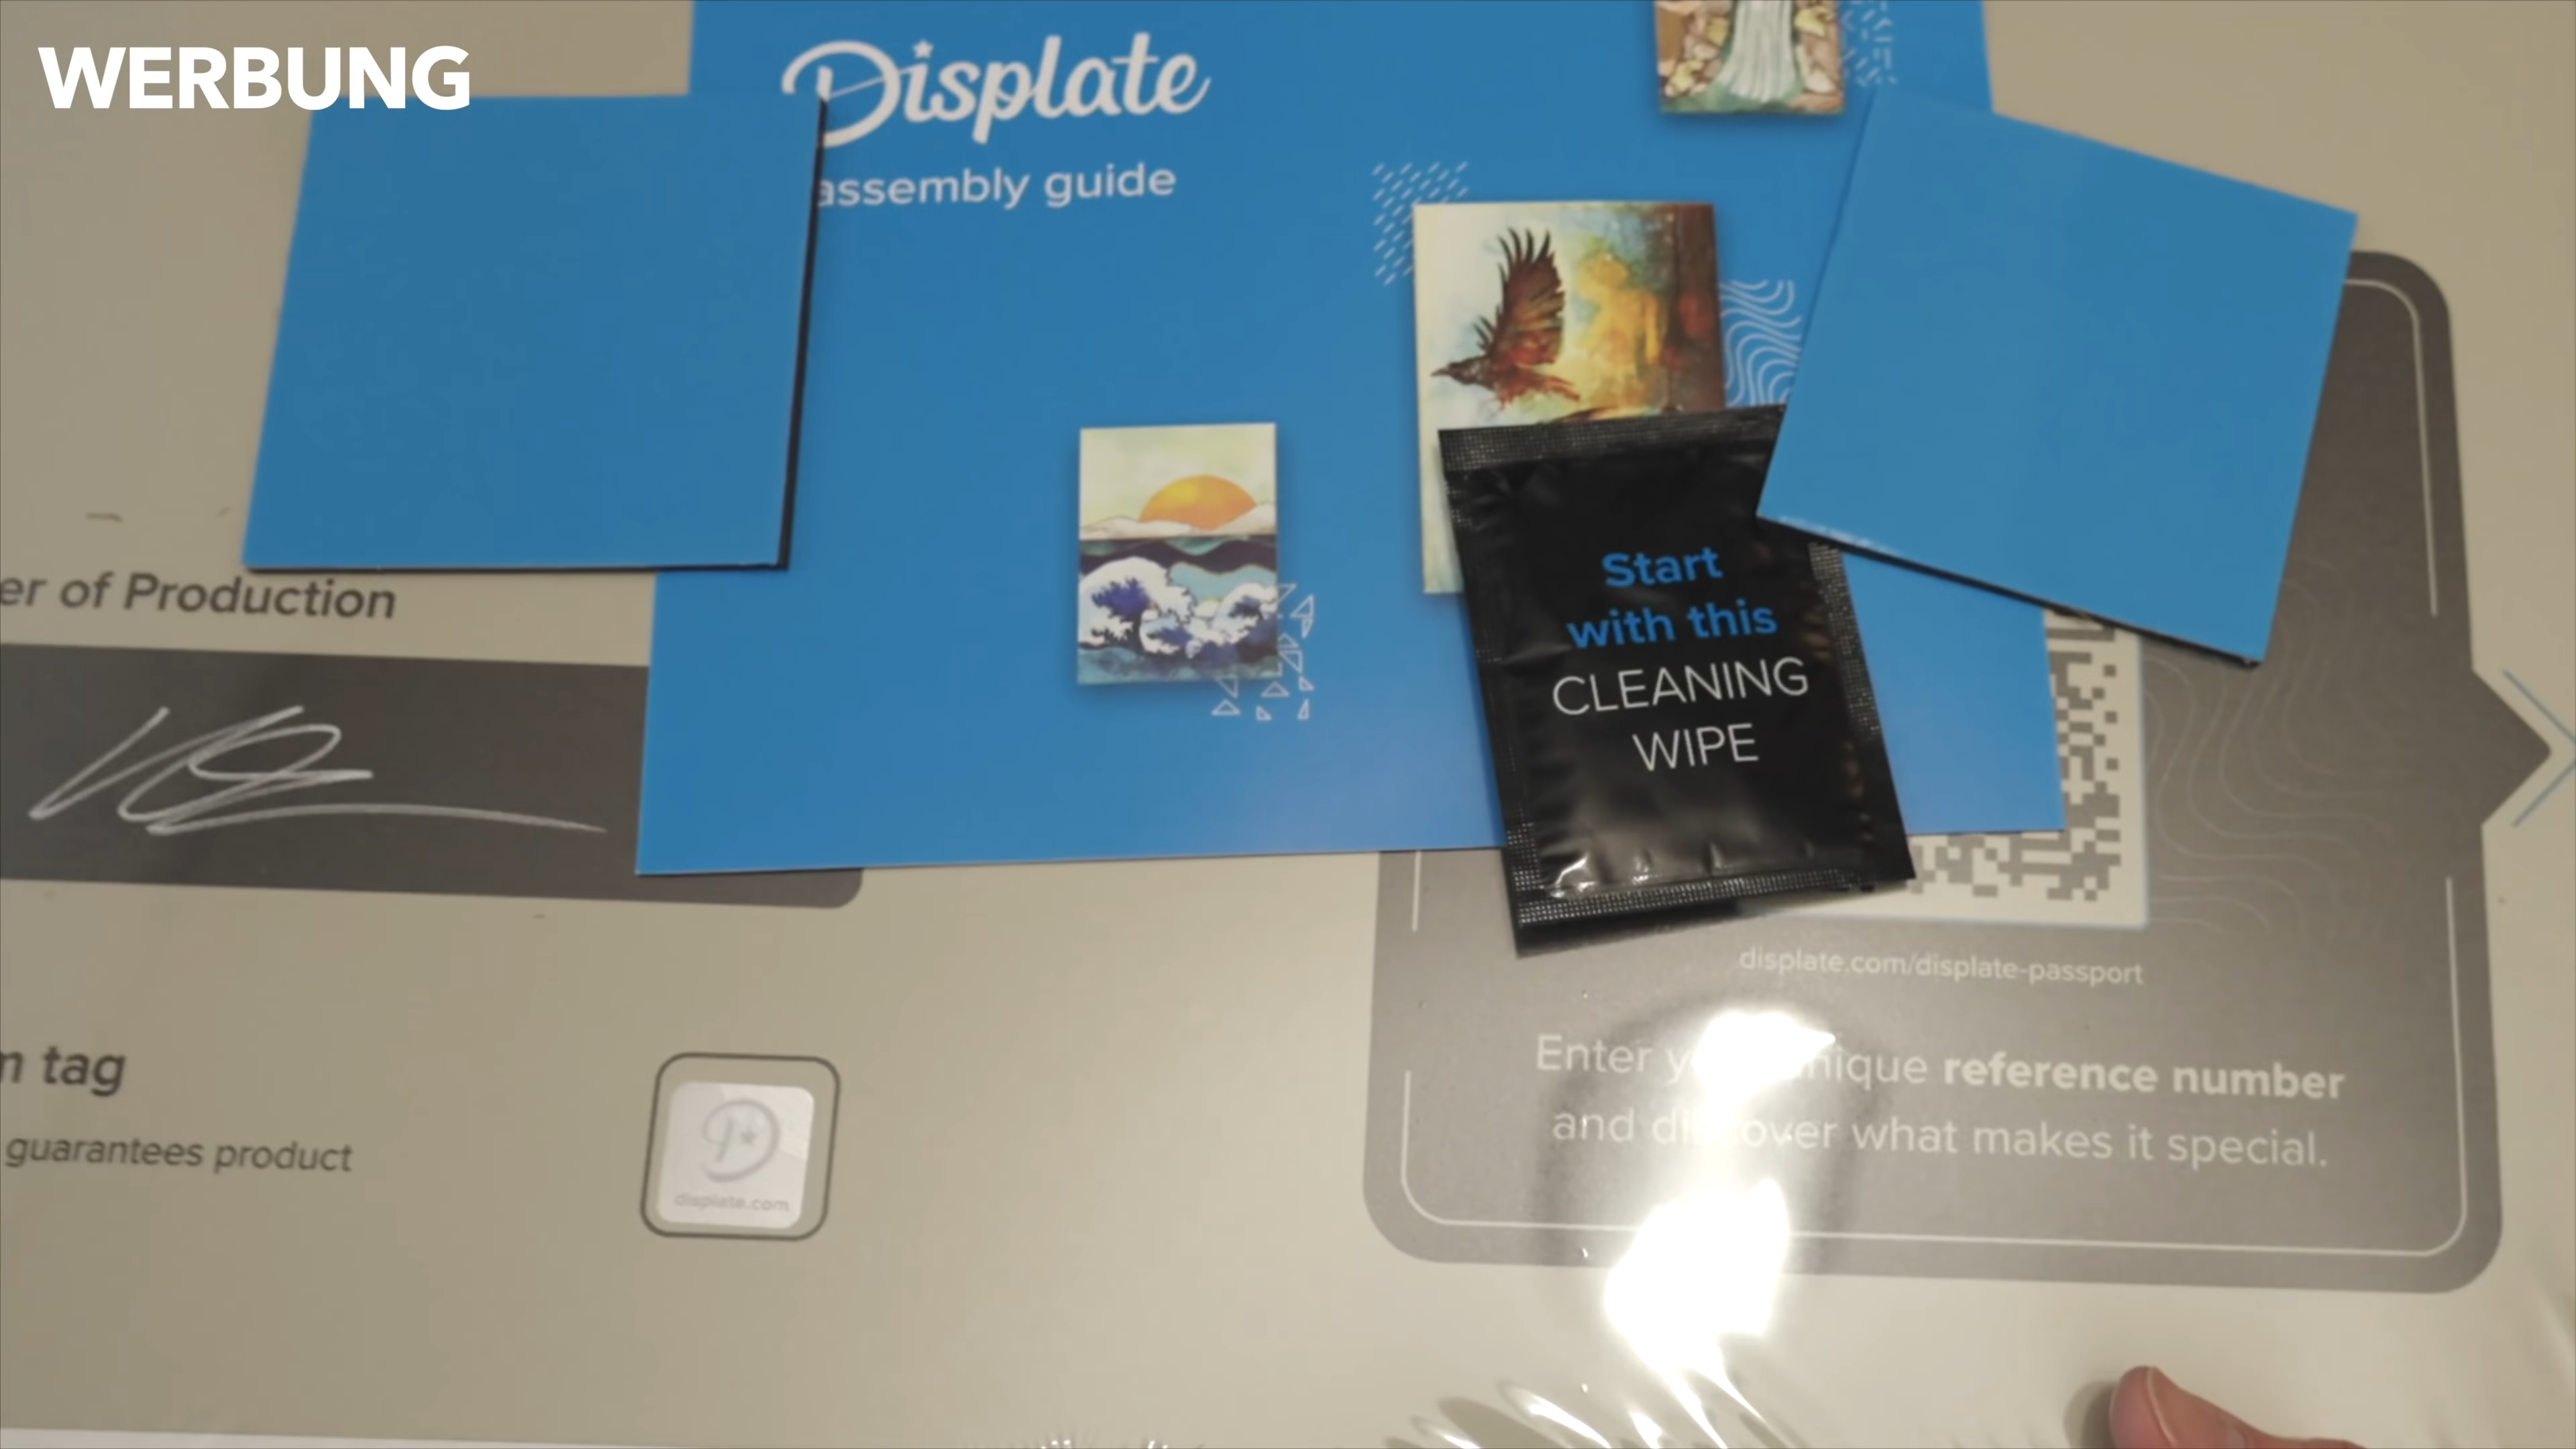 WERBUNG
Displate
assembly guide
Start
with this
CLEANING
WIPE
er of Production
displate.com/displate-passport
Enter reference number
and what makes it special.
tag
guarantees product
displate.com